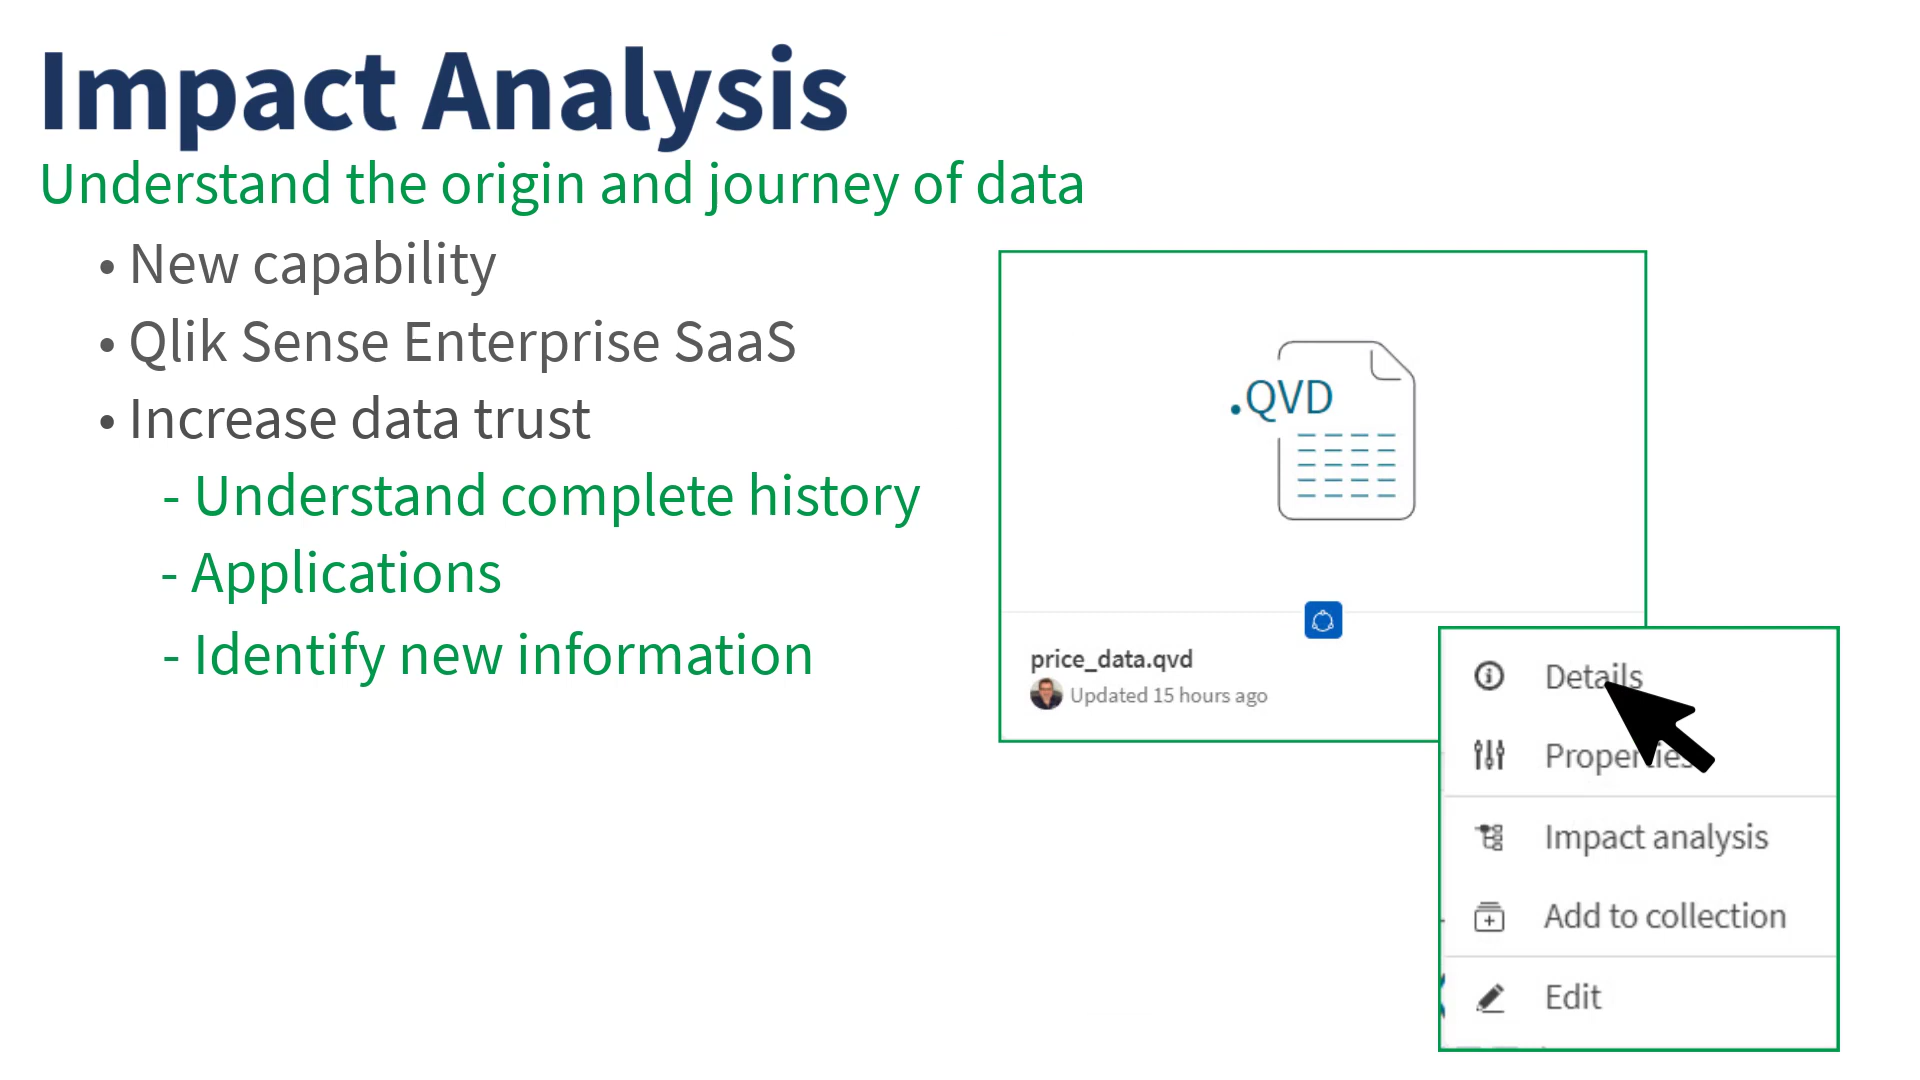 Impact Analysis
Understand the origin and journey of data
• New capability
• Qlik Sense Enterprise SaaS
• Increase data trust
- Understand complete history
- Applications
- Identify new information
.QVD
price_data.qvd
Updated 15 hours ago
Details
Properties
Impact analysis
Add to collection
Edit